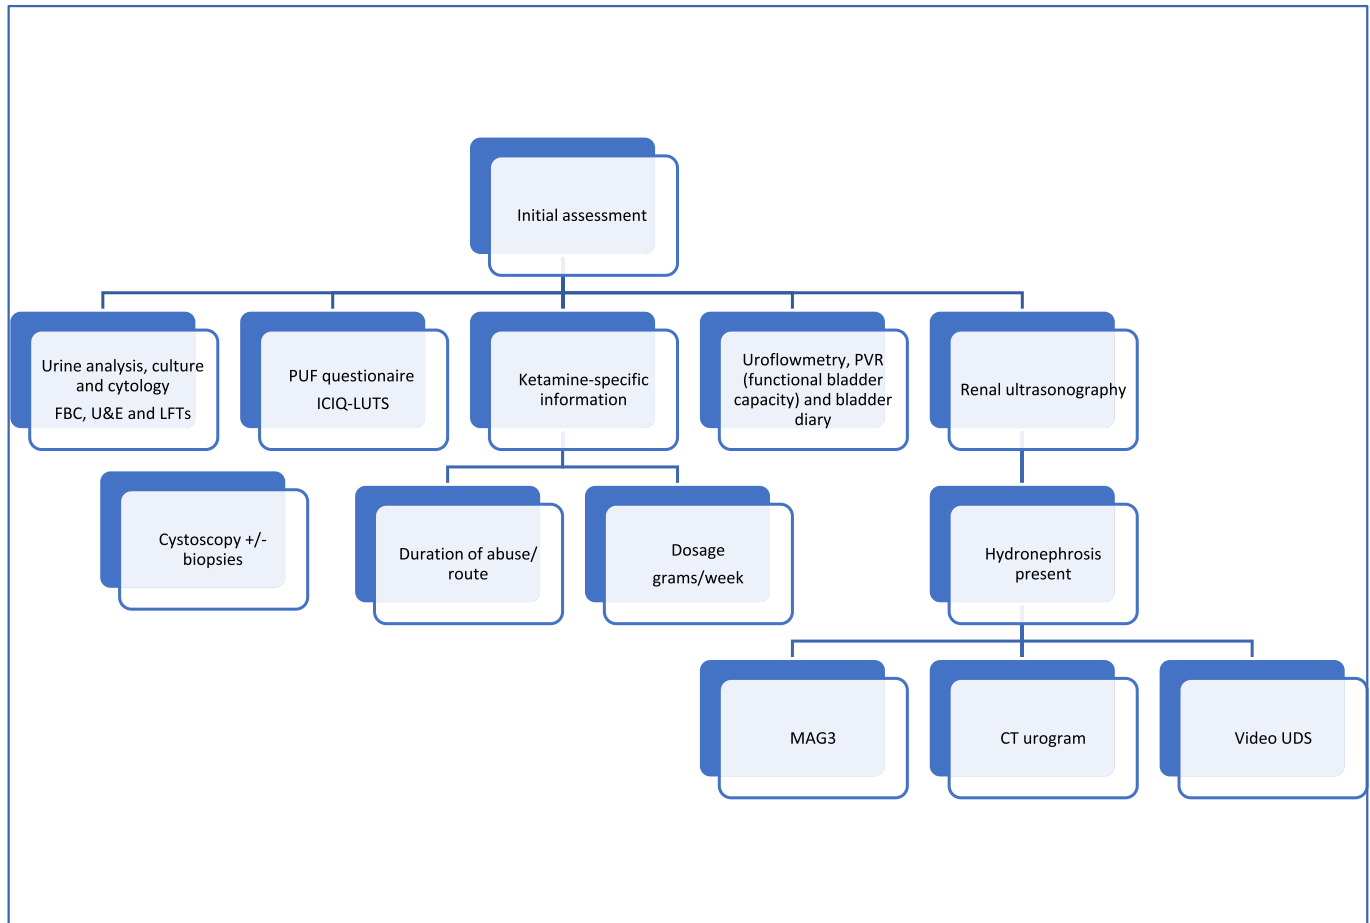 Initial assessment
Urine analysis, culture
and cytology
FBC, U&E and LFTs
PUF questionaire
ICIQ-LUTS
Ketamine-specific
information
Uroflowmetry, PVR
(functional bladder
capacity) and bladder
diary
Renal ultrasonography
Cystoscopy +/-
biopsies
Duration of abuse/
route
Dosage
grams/week
Hydronephrosis
present
MAG3
CT urogram
Video UDS